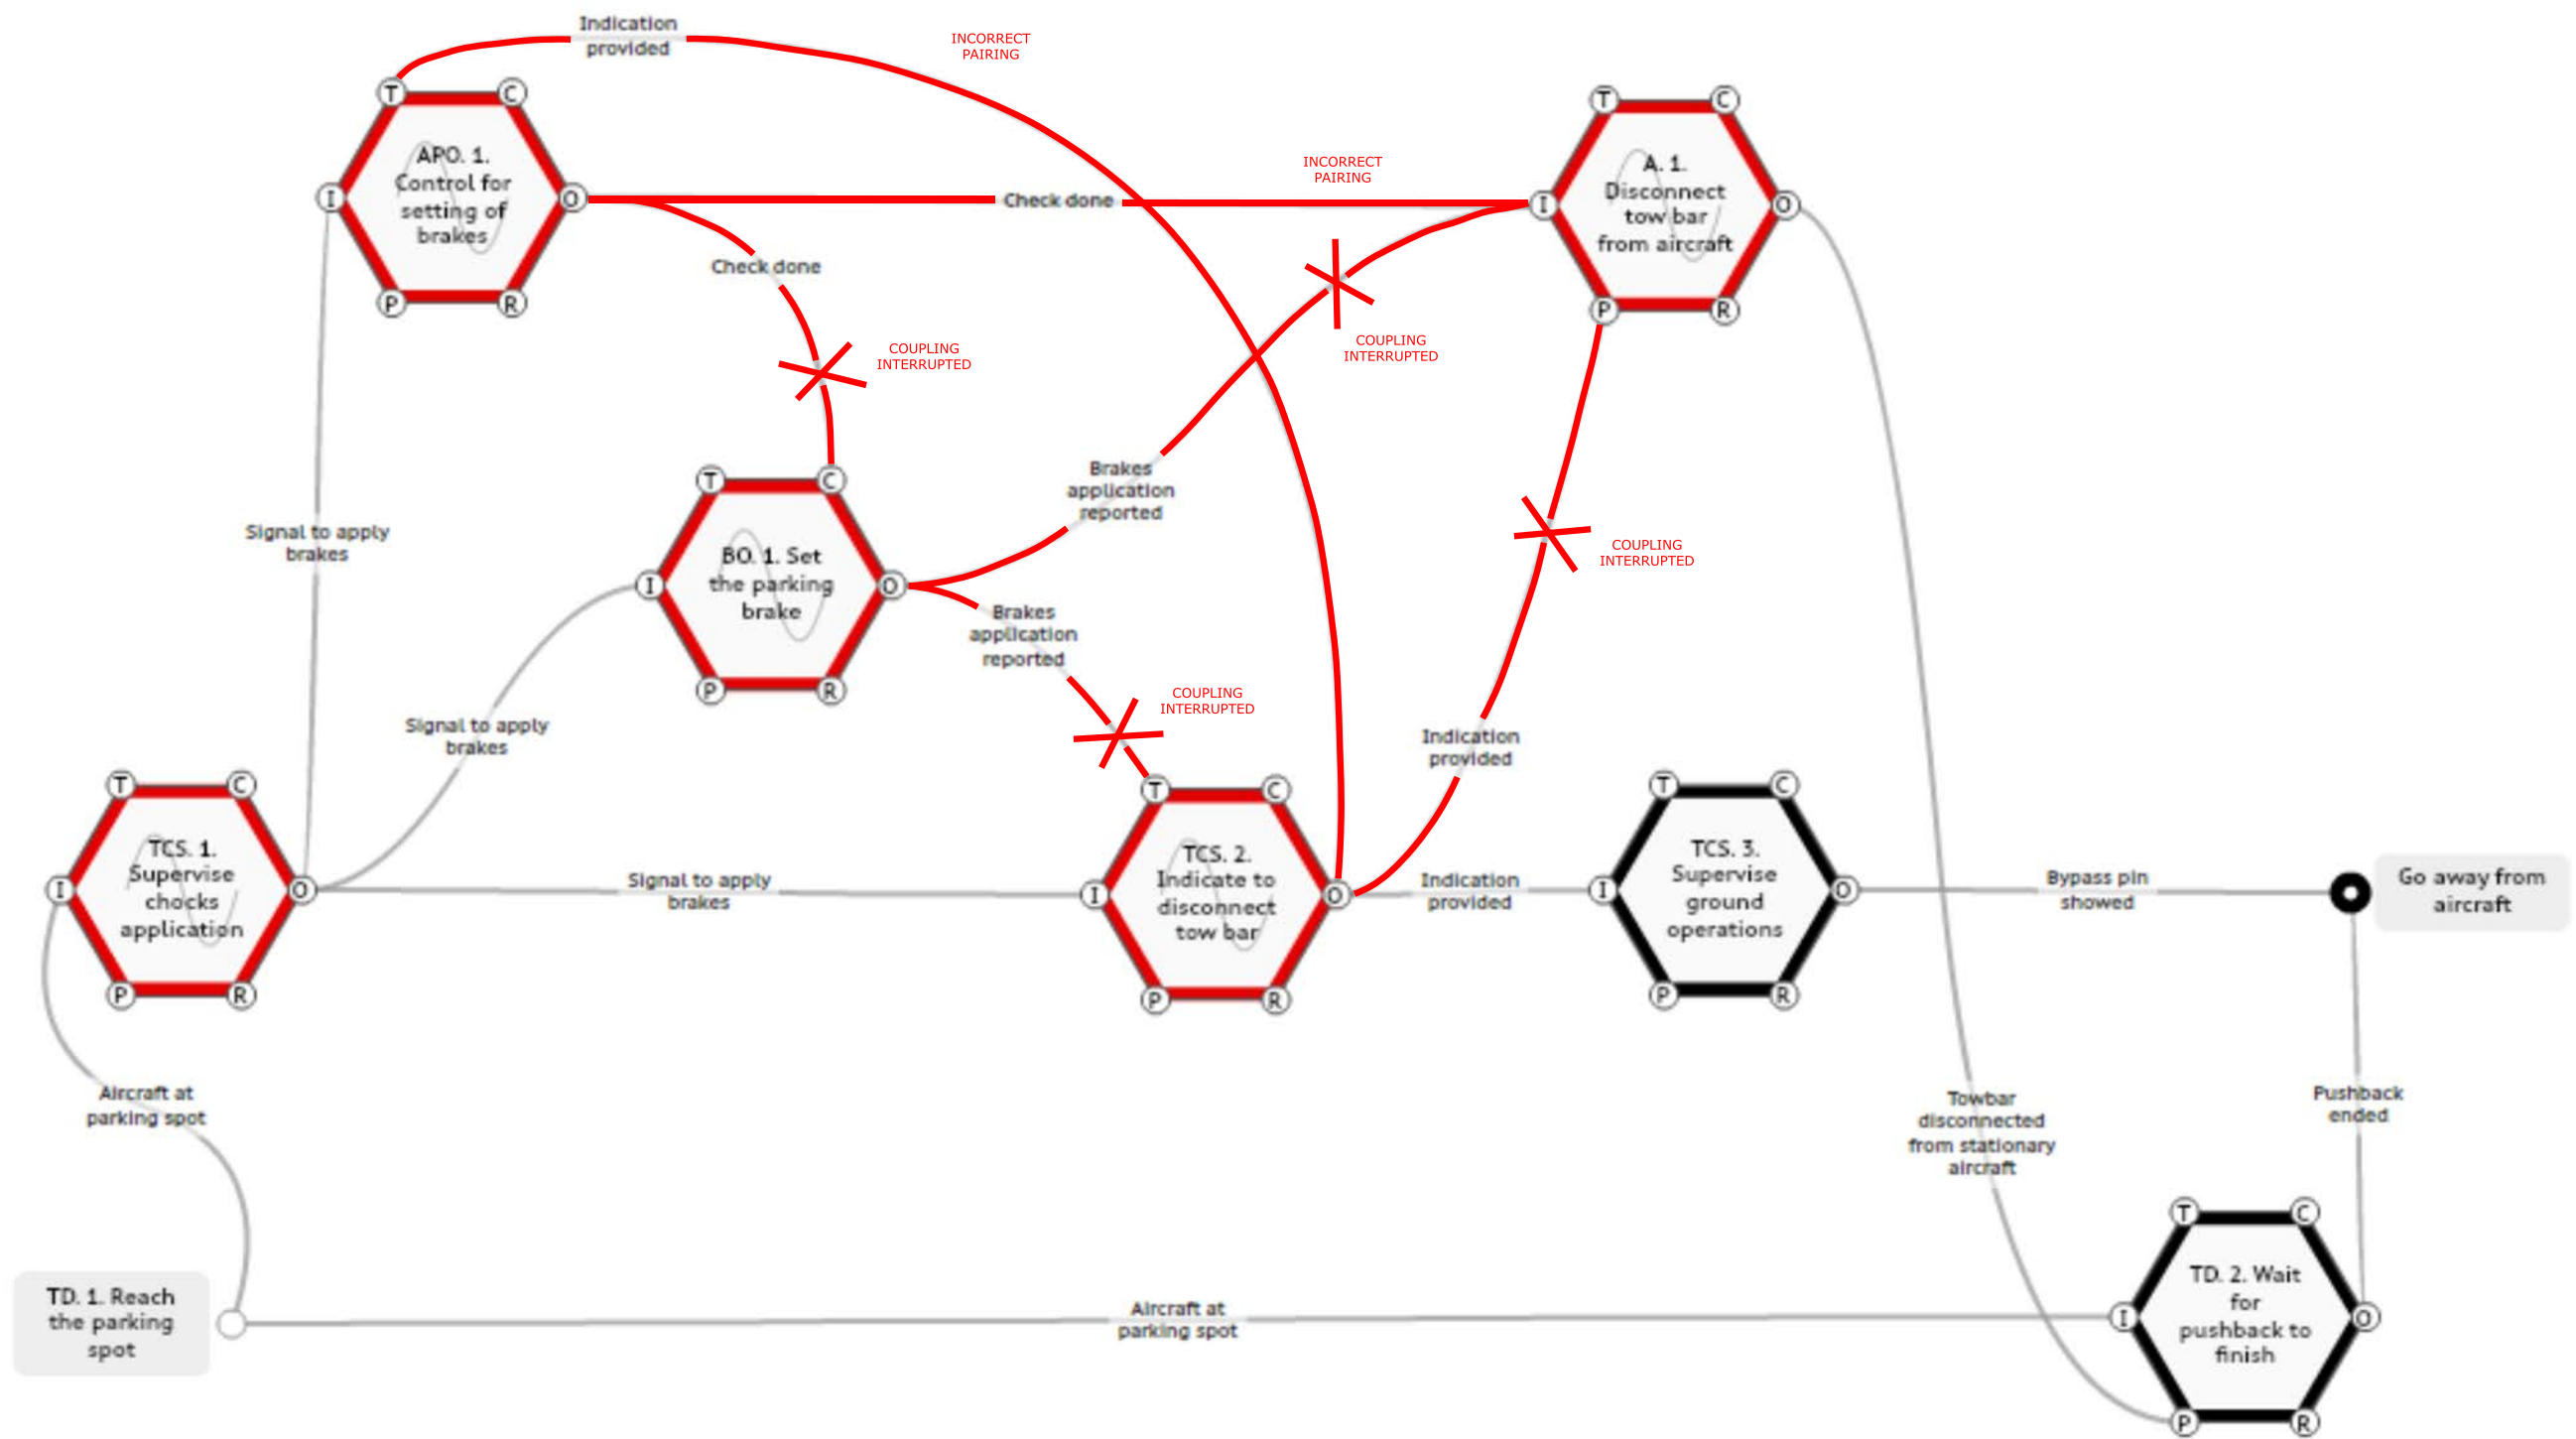 Indication
provided
INCORRECT
PAIRING
T
C
APO. 1.
Control for
setting of
brakes
I
O
P
R
Check done
INCORRECT
PAIRING
T
C
A. 1.
Disconnect
tow bar
from aircraft
I
O
P
R
Check done
COUPLING
INTERRUPTED
COUPLING
INTERRUPTED
Signal to apply
brakes
T
C
BO. 1. Set
the parking
brake
I
O
P
R
Brakes
application
reported
Brakes
application
reported
COUPLING
INTERRUPTED
COUPLING
INTERRUPTED
Signal to apply
brakes
Indication
provided
T
C
TCS. 1.
Supervise
chocks
application
I
O
P
R
Signal to apply
brakes
T
C
TCS. 2.
Indicate to
disconnect
tow bar
I
O
P
R
Indication
provided
T
C
TCS. 3.
Supervise
ground
operations
I
O
P
R
Bypass pin
showed
Go away from
aircraft
Aircraft at
parking spot
Towbar
disconnected
from stationary
aircraft
Pushback
ended
TD. 1. Reach
the parking
spot
Aircraft at
parking spot
T
C
TD. 2. Wait
for
pushback to
finish
I
O
P
R